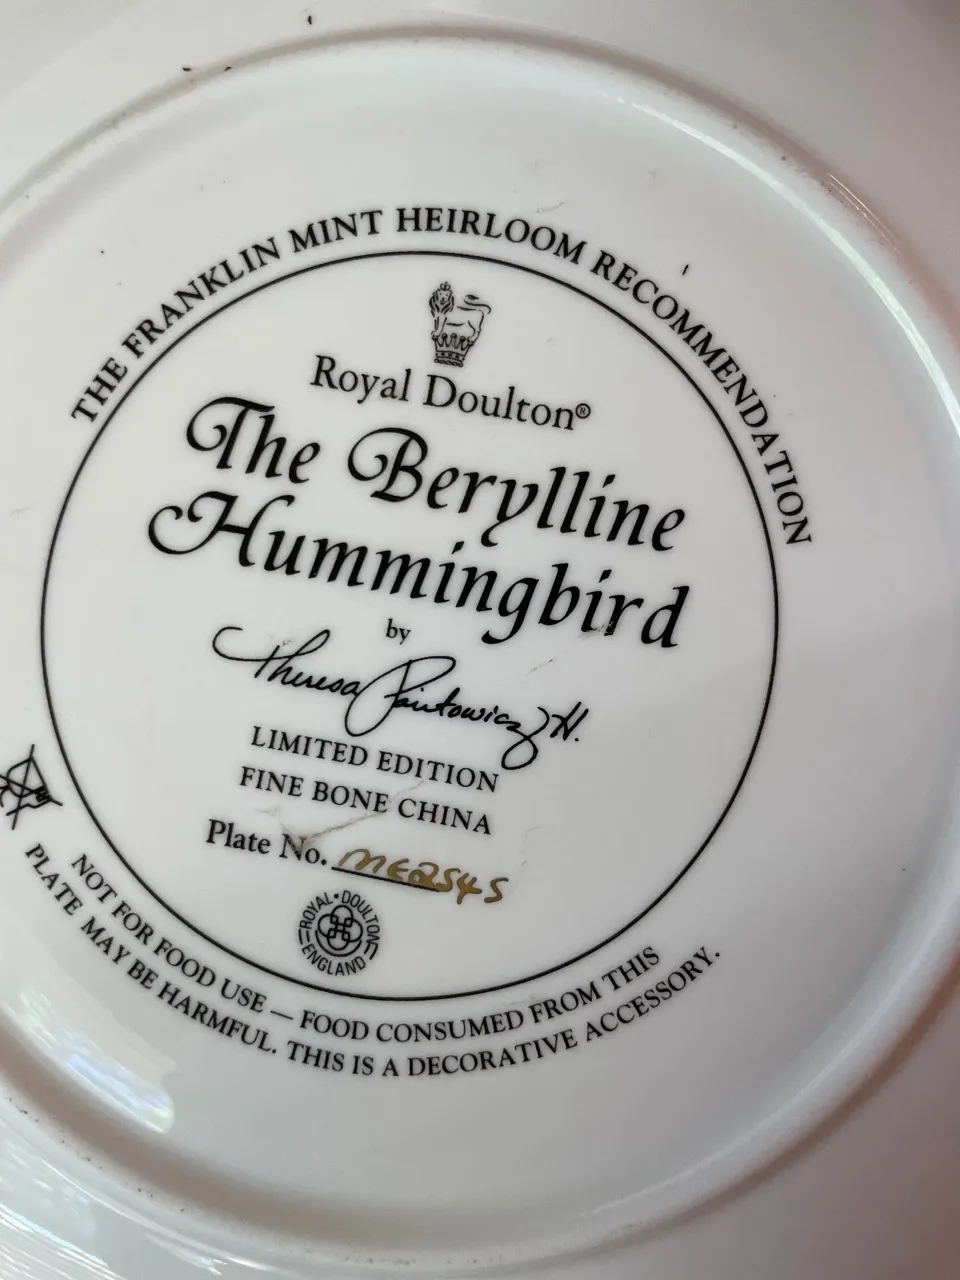 THE FRANKLIN MINT HEIRLOOM RECOMMENDATION
Royal Doulton®
The Berylline
Hummingbird
by
Theresa Paintowicz H.
LIMITED EDITION
FINE BONE CHINA
Plate No. ME2545
ROYAL • DOULTON
ENGLAND
NOT FOR FOOD USE — FOOD CONSUMED FROM THIS
PLATE MAY BE HARMFUL. THIS IS A DECORATIVE ACCESSORY.